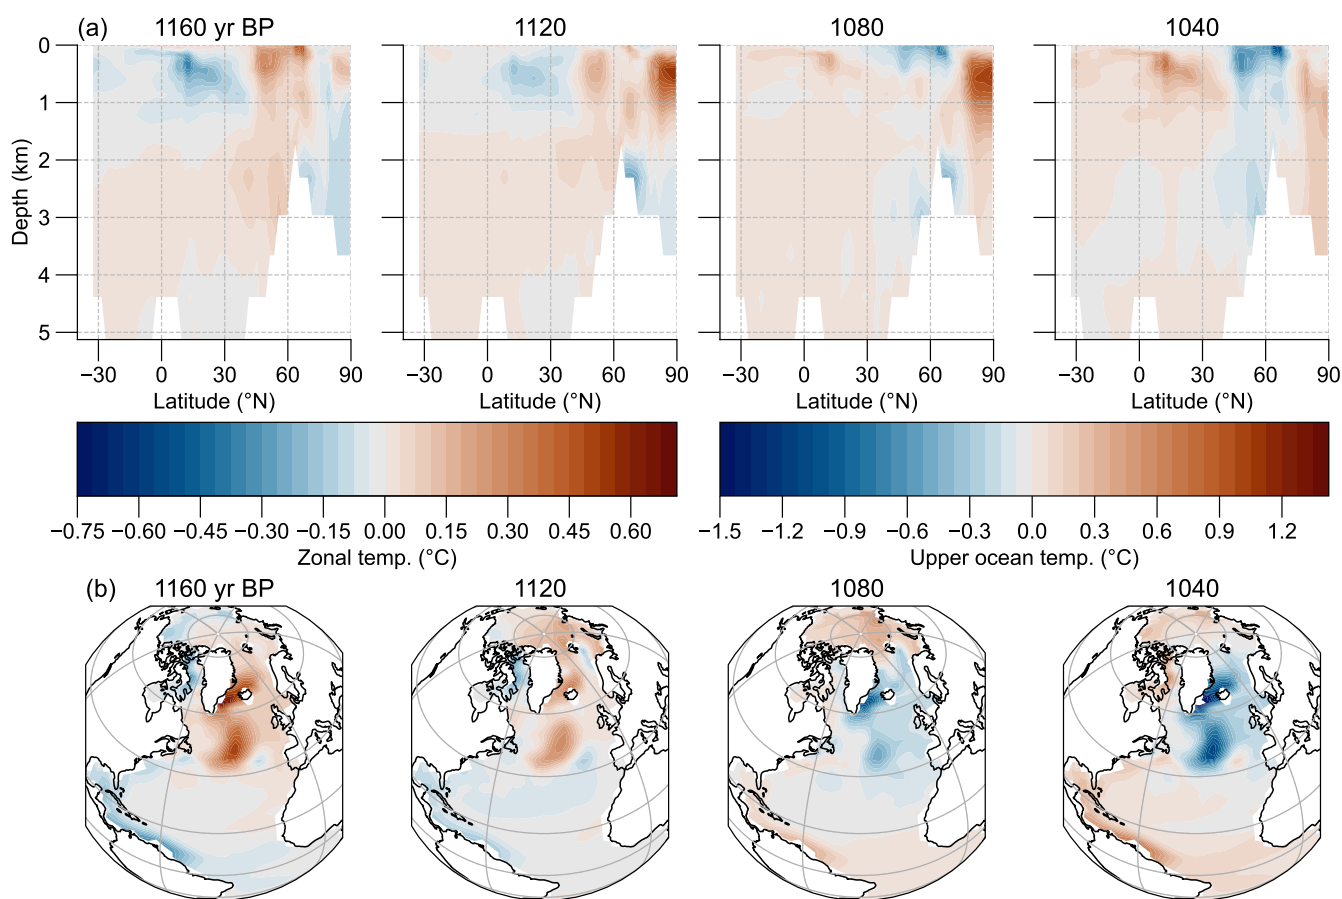 (a) 1160 yr BP 1120 1080 1040
0
1
2
3
4
5
Depth (km)
−30 0 30 60 90 −30 0 30 60 90 −30 0 30 60 90 −30 0 30 60 90
Latitude (°N) Latitude (°N) Latitude (°N) Latitude (°N)
−0.75 −0.60 −0.45 −0.30 −0.15 0.00 0.15 0.30 0.45 0.60 −1.5 −1.2 −0.9 −0.6 −0.3 0.0 0.3 0.6 0.9 1.2
Zonal temp. (°C) Upper ocean temp. (°C)
(b) 1160 yr BP 1120 1080 1040